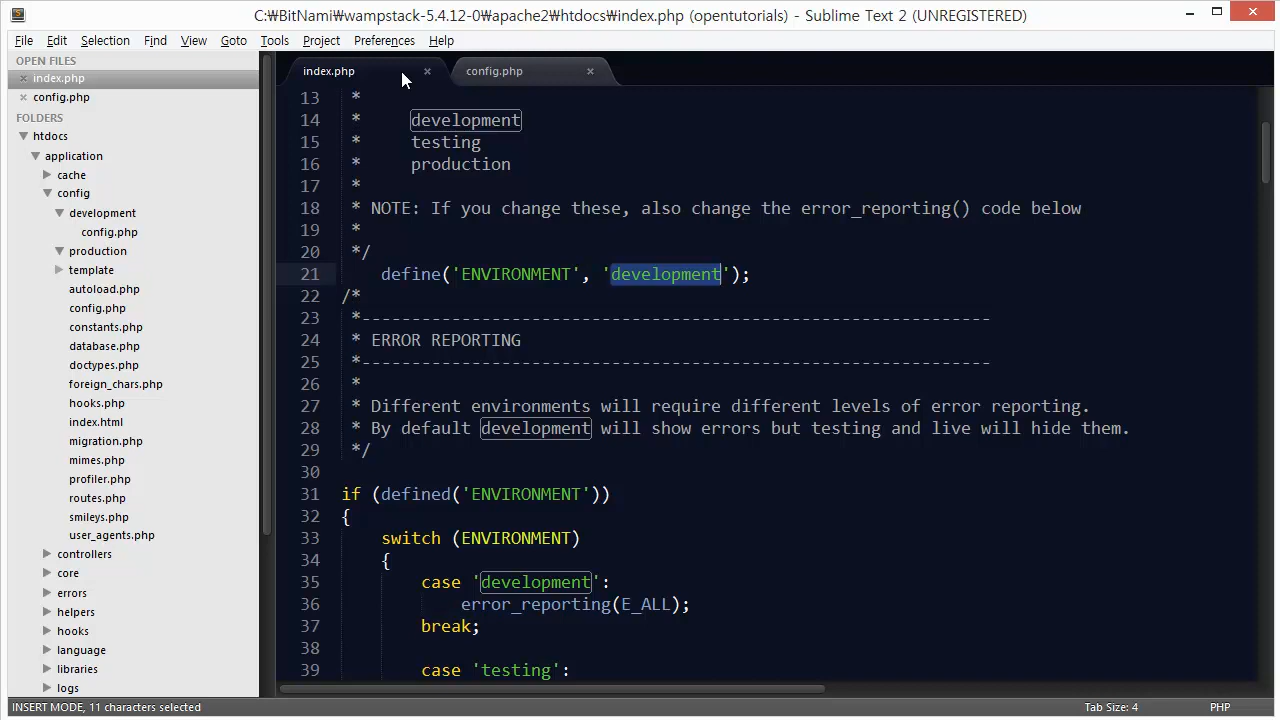 C:₩BitNami₩wampstack-5.4.12-0₩apache2₩htdocs₩index.php (opentutorials) - Sublime Text 2 (UNREGISTERED)
File Edit Selection Find View Goto Tools Project Preferences Help
OPEN FILES
index.php
config.php
FOLDERS
htdocs
application
cache
config
development
config.php
production
template
autoload.php
config.php
constants.php
database.php
doctypes.php
foreign_chars.php
hooks.php
index.html
migration.php
mimes.php
profiler.php
routes.php
smileys.php
user_agents.php
controllers
core
errors
helpers
hooks
language
libraries
logs
index.php config.php
13 *
14 * development
15 * testing
16 * production
17 *
18 * NOTE: If you change these, also change the error_reporting() code below
19 *
20 */
21 define('ENVIRONMENT', 'development');
22 /*
23 *---------------------------------------------------------------
24 * ERROR REPORTING
25 *---------------------------------------------------------------
26 *
27 * Different environments will require different levels of error reporting.
28 * By default development will show errors but testing and live will hide them.
29 */
30
31 if (defined('ENVIRONMENT'))
32 {
33 switch (ENVIRONMENT)
34 {
35 case 'development':
36 error_reporting(E_ALL);
37 break;
38
39 case 'testing':
INSERT MODE, 11 characters selected Tab Size: 4 PHP